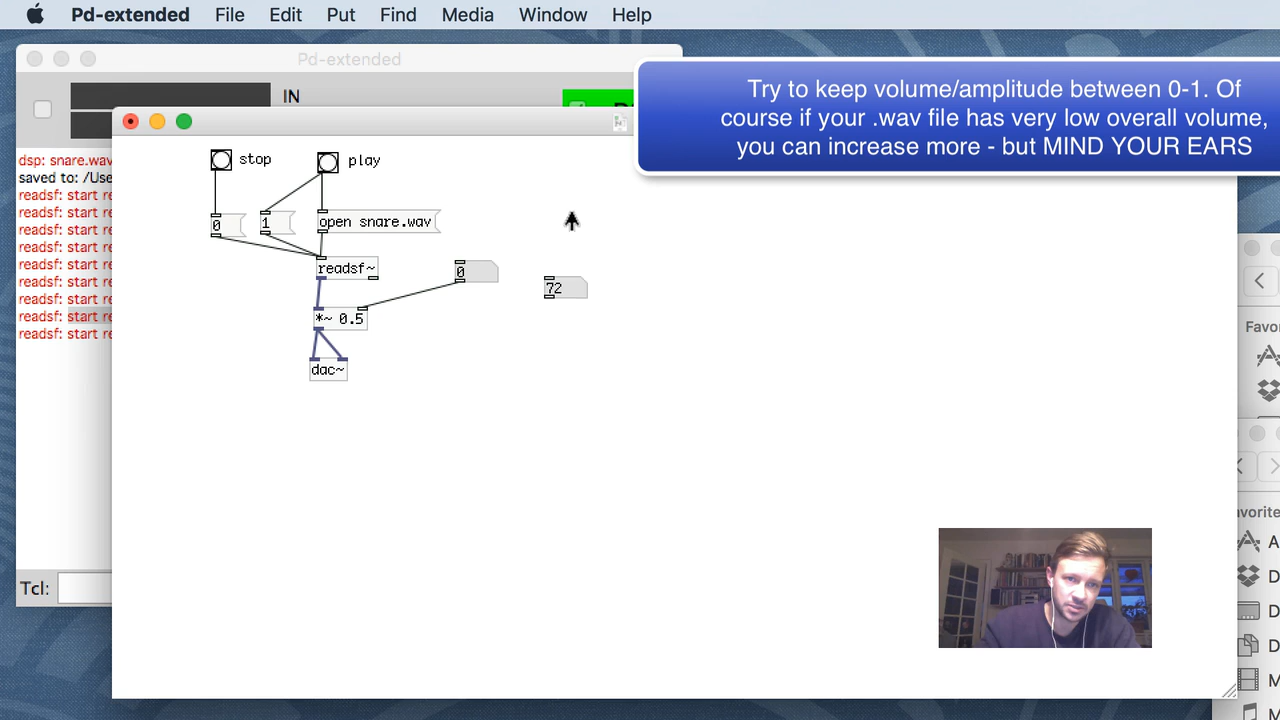 Pd-extended File Edit Put Find Media Window Help
Pd-extended
IN
Try to keep volume/amplitude between 0-1. Of
course if your .wav file has very low overall volume,
you can increase more - but MIND YOUR EARS
dsp: snare.wav
saved to: /Use
readsf: start re
readsf: start re
readsf: start re
readsf: start re
readsf: start re
readsf: start re
readsf: start re
readsf: start re
readsf: start re
Tcl:
stop
play
0
1
open snare.wav
readsf~
0
72
*~ 0.5
dac~
Favo
avorite
A
D
D
D
M
M